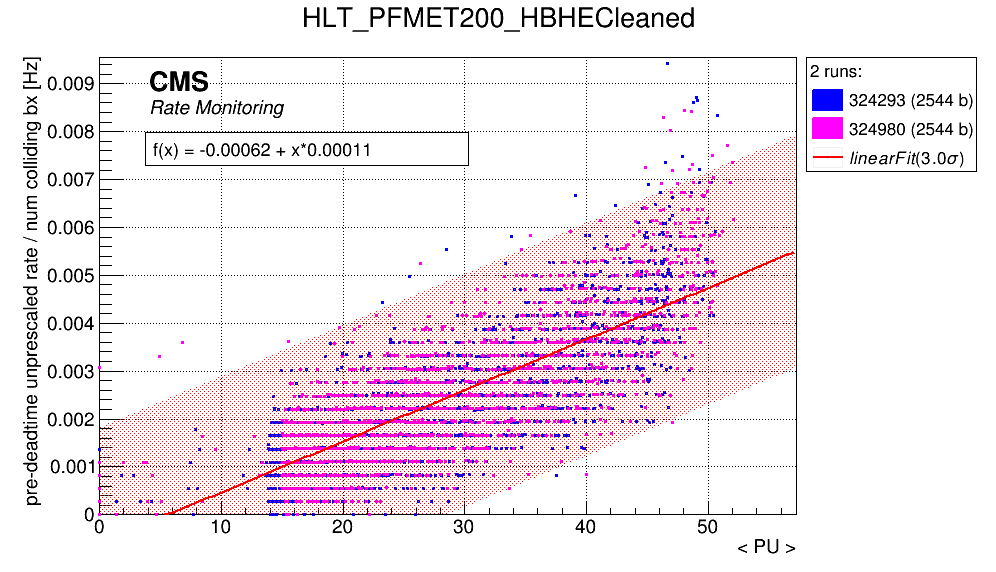 HLT_PFMET200_HBHECleaned
pre-deadtime unprescaled rate / num colliding bx [Hz]
0.009
0.008
0.007
0.006
0.005
0.004
0.003
0.002
0.001
0
CMS
Rate Monitoring
f(x) = -0.00062 + x*0.00011
2 runs:
324293 (2544 b)
324980 (2544 b)
linearFit(3.0σ)
0 10 20 30 40 50
< PU >